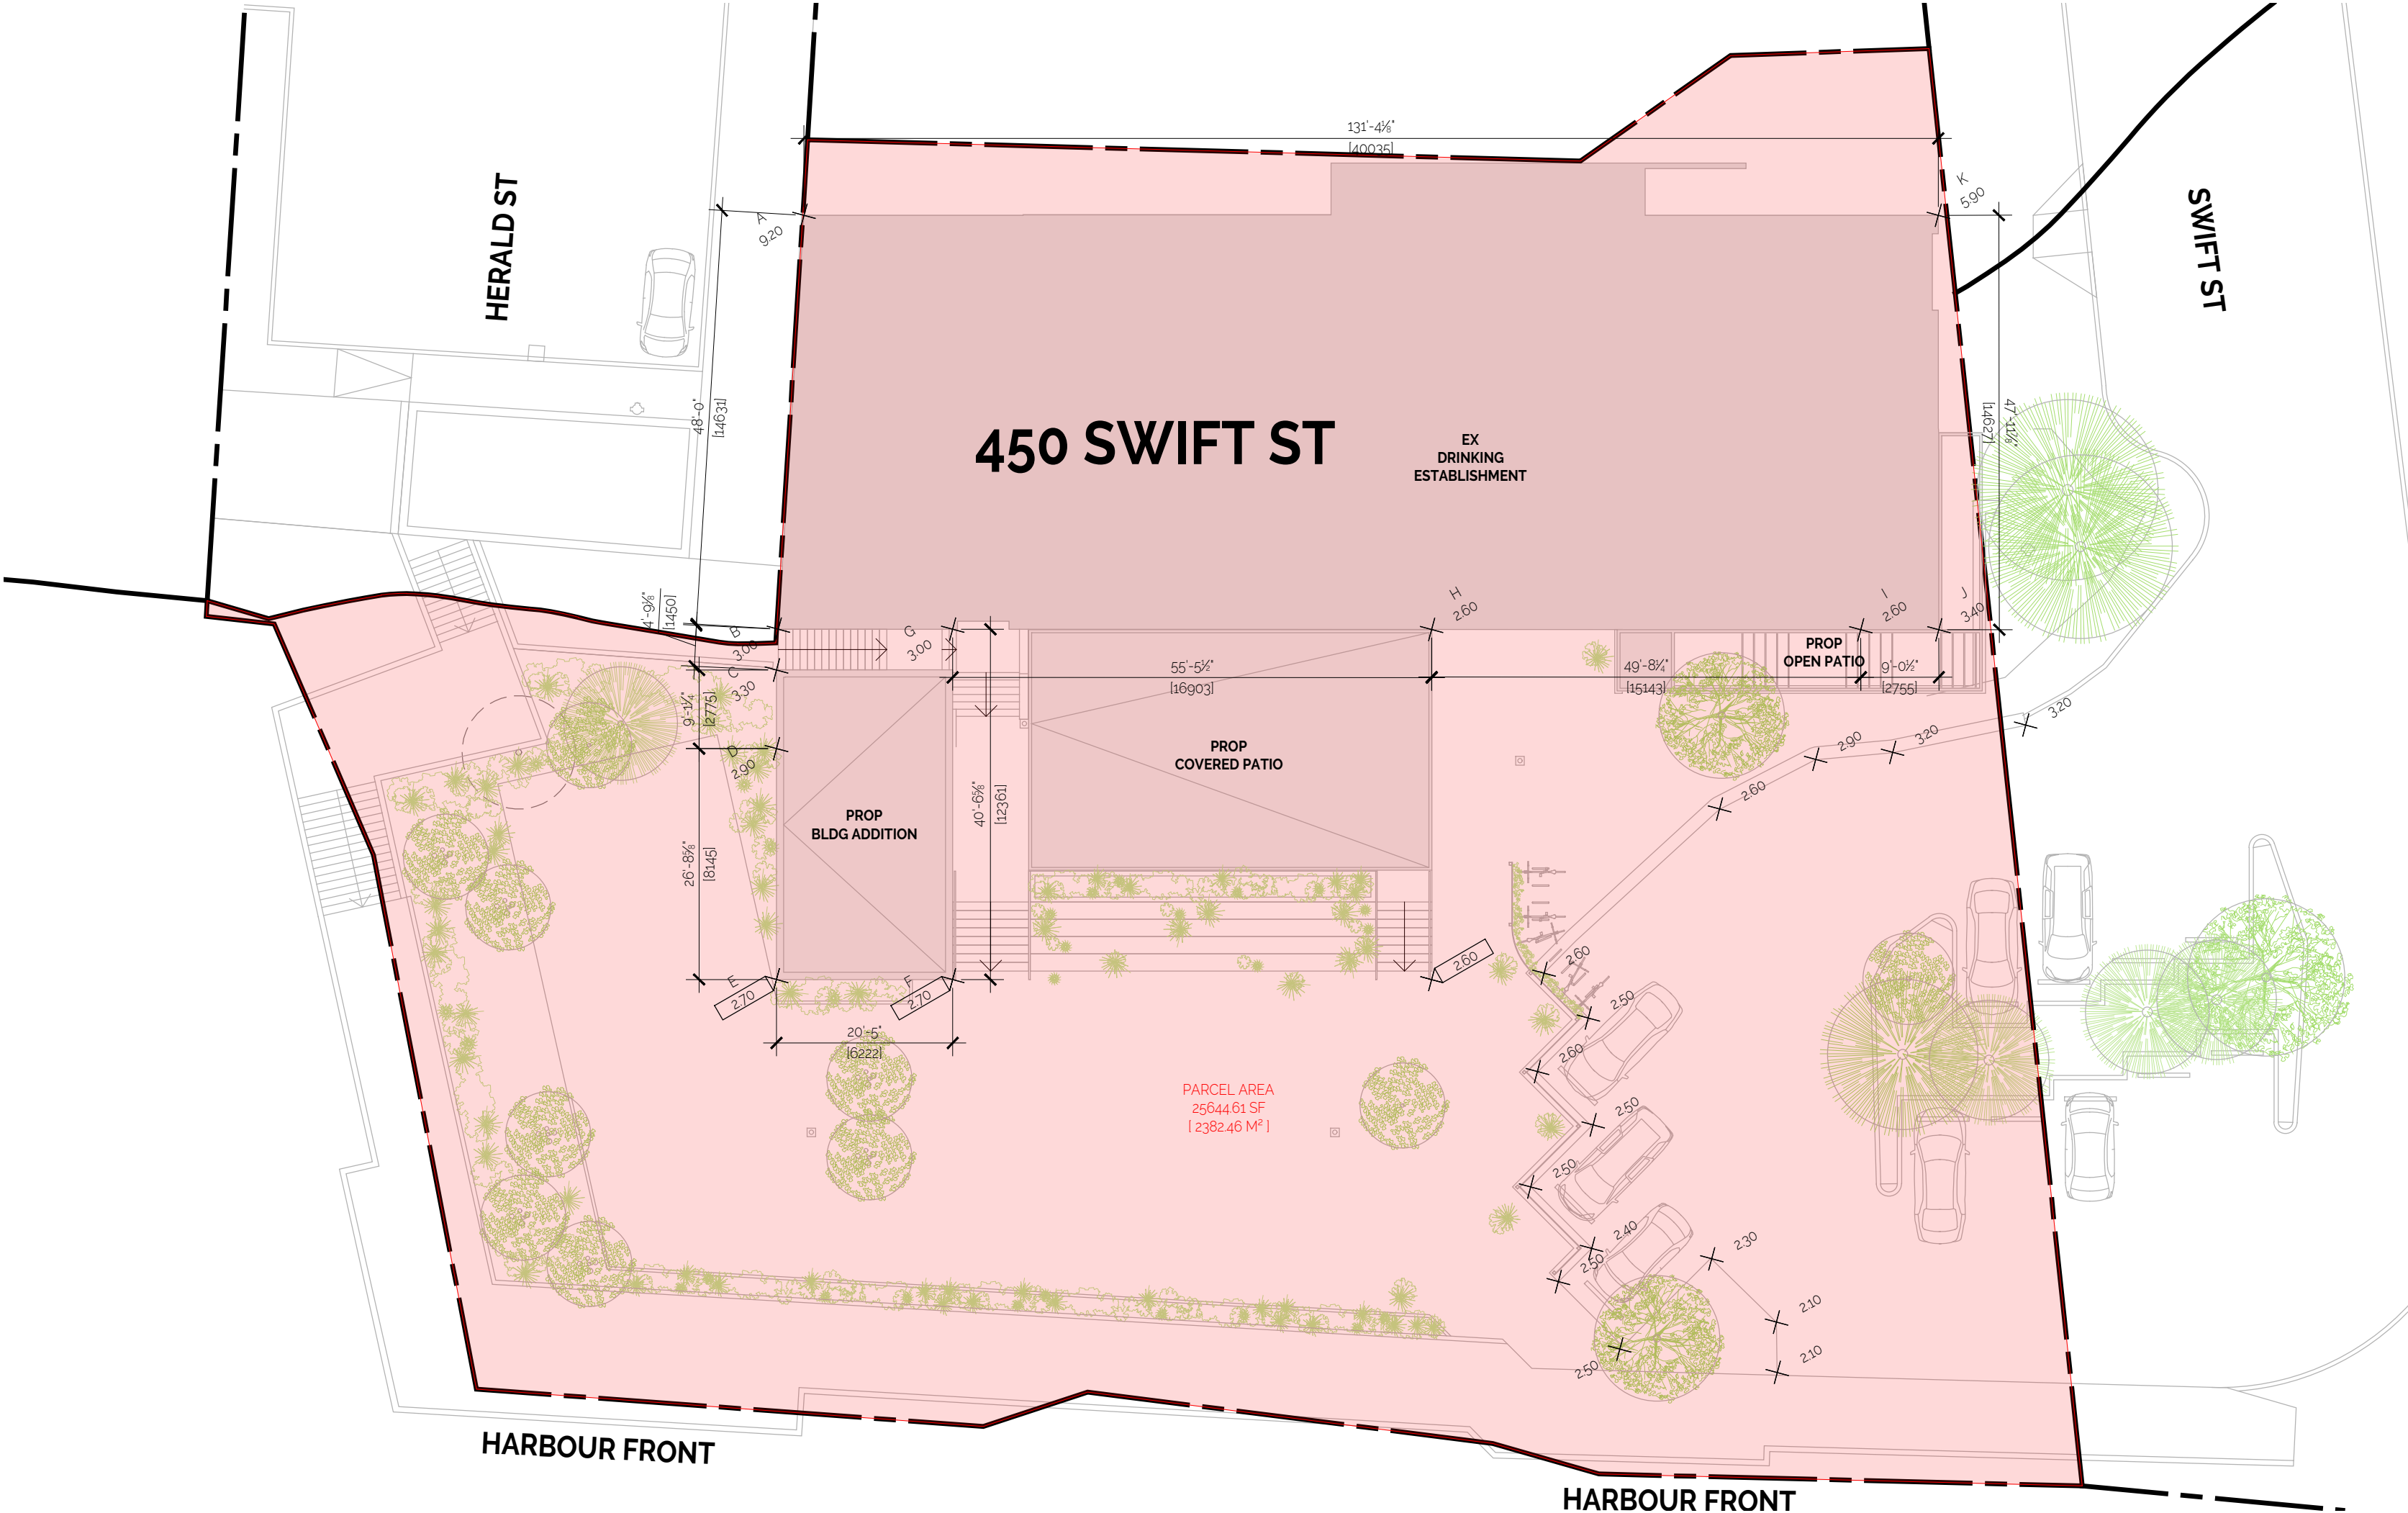 131'-4⅛"
[40035]
K
5.90
A
9.20
HERALD ST
SWIFT ST
48'-0"
[14631]
47'-11⅞"
[14627]
450 SWIFT ST
EX
DRINKING
ESTABLISHMENT
4'-9⅛"
[1450]
B
3.00
G
3.00
H
2.60
I
2.60
J
3.40
C
3.30
9'-1¼"
[2775]
D
2.90
55'-5½"
[16903]
49'-8¼"
[15143]
PROP
OPEN PATIO
9'-0½"
[2755]
3.20
3.20
2.90
2.60
PROP
COVERED PATIO
40'-6⅝"
[12361]
PROP
BLDG ADDITION
26'-8⅝"
[8145]
E
2.70
F
2.70
2.60
2.60
2.50
20'-5"
[6222]
2.60
PARCEL AREA
25644.61 SF
[ 2382.46 M² ]
2.50
2.50
2.40
2.50
2.30
2.10
2.10
2.50
HARBOUR FRONT
HARBOUR FRONT